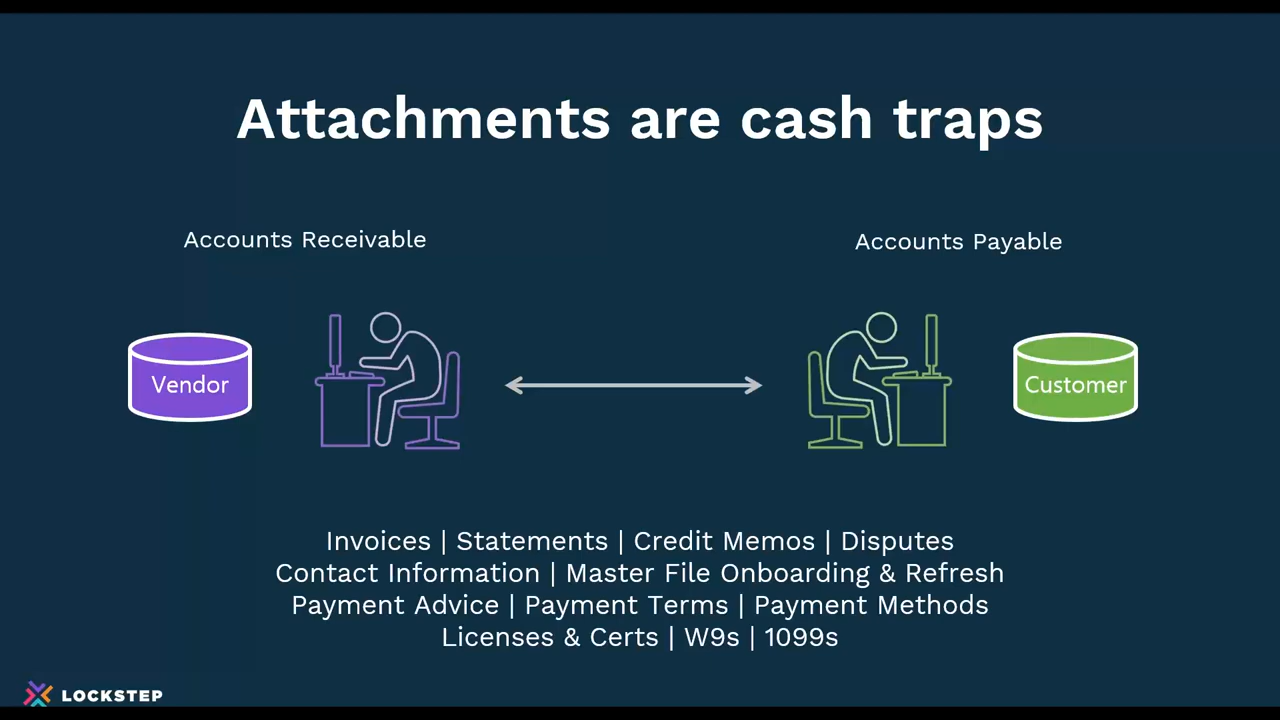 Attachments are cash traps
Accounts Receivable
Accounts Payable
Vendor
Customer
Invoices | Statements | Credit Memos | Disputes
Contact Information | Master File Onboarding & Refresh
Payment Advice | Payment Terms | Payment Methods
Licenses & Certs | W9s | 1099s
LOCKSTEP